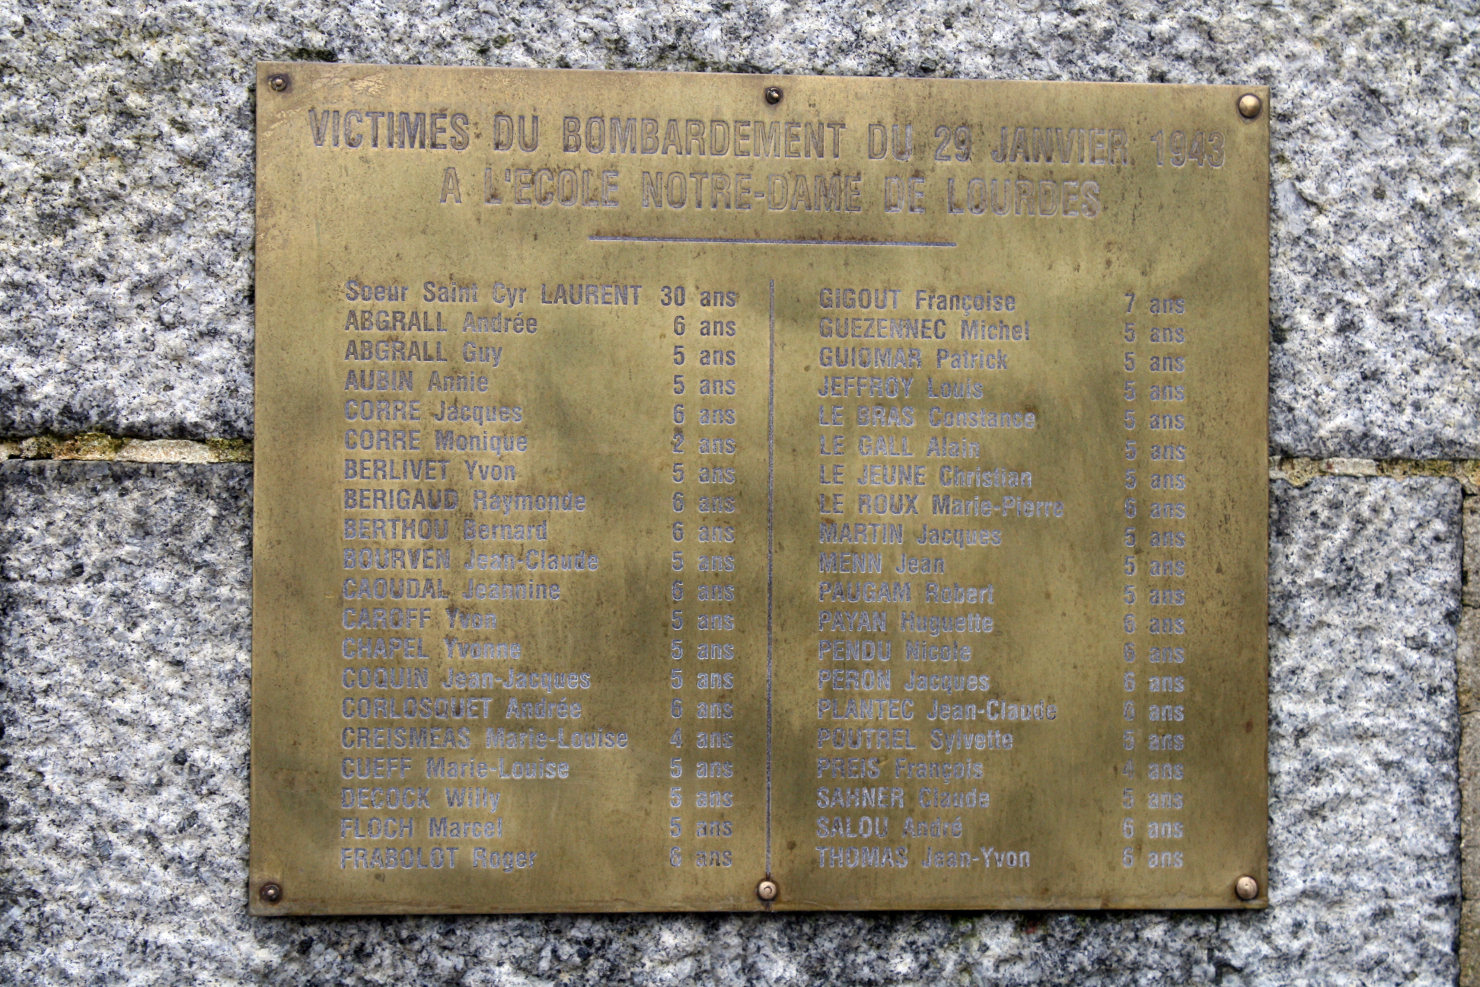 VICTIMES DU BOMBARDEMENT DU 29 JANVIER 1943
A L'ECOLE NOTRE-DAME DE LOURDES
Soeur Saint Cyr LAURENT 30 ans
ABGRALL Andrée 6 ans
ABGRALL Guy 5 ans
AUBIN Annie 5 ans
CORRE Jacques 6 ans
CORRE Monique 2 ans
BERLIVET Yvon 5 ans
BERIGAUD Raymonde 6 ans
BERTHOU Bernard 6 ans
BOURVEN Jean-Claude 5 ans
CAOUDAL Jeannine 6 ans
CAROFF Yvon 5 ans
CHAPEL Yvonne 5 ans
COQUIN Jean-Jacques 5 ans
CORLOSQUET Andrée 6 ans
CREISMEAS Marie-Louise 4 ans
CUEFF Marie-Louise 5 ans
DECOCK Willy 5 ans
FLOCH Marcel 5 ans
FRABOLOT Roger ans
GIGOUT Françoise 7 ans
GUEZENNEC Michel 5 ans
GUIOMAR Patrick 5 ans
JEFFROY Louis 5 ans
LE BRAS Constance 5 ans
LE GALL Alain 5 ans
LE JEUNE Christian 5 ans
LE ROUX Marie-Pierre 6 ans
MARTIN Jacques 5 ans
MENN Jean 5 ans
PAUGAM Robert 5 ans
PAYAN Huguette 6 ans
PENDU Nicole 6 ans
PERON Jacques 6 ans
PLANTEC Jean-Claude ans
POUTREL Sylvette ans
PREIS François 4 ans
SAHNER Claude 5 ans
SALOU André 6 ans
THOMAS Jean-Yvon 6 ans